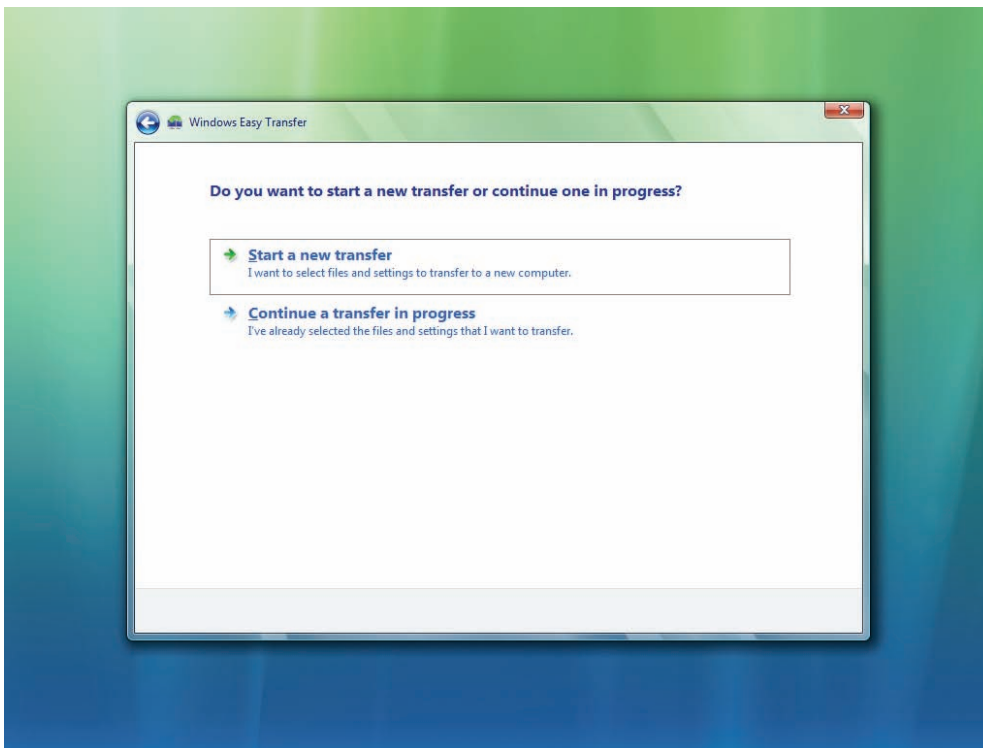 Windows Easy Transfer
Do you want to start a new transfer or continue one in progress?
Start a new transfer
I want to select files and settings to transfer to a new computer.
Continue a transfer in progress
I've already selected the files and settings that I want to transfer.